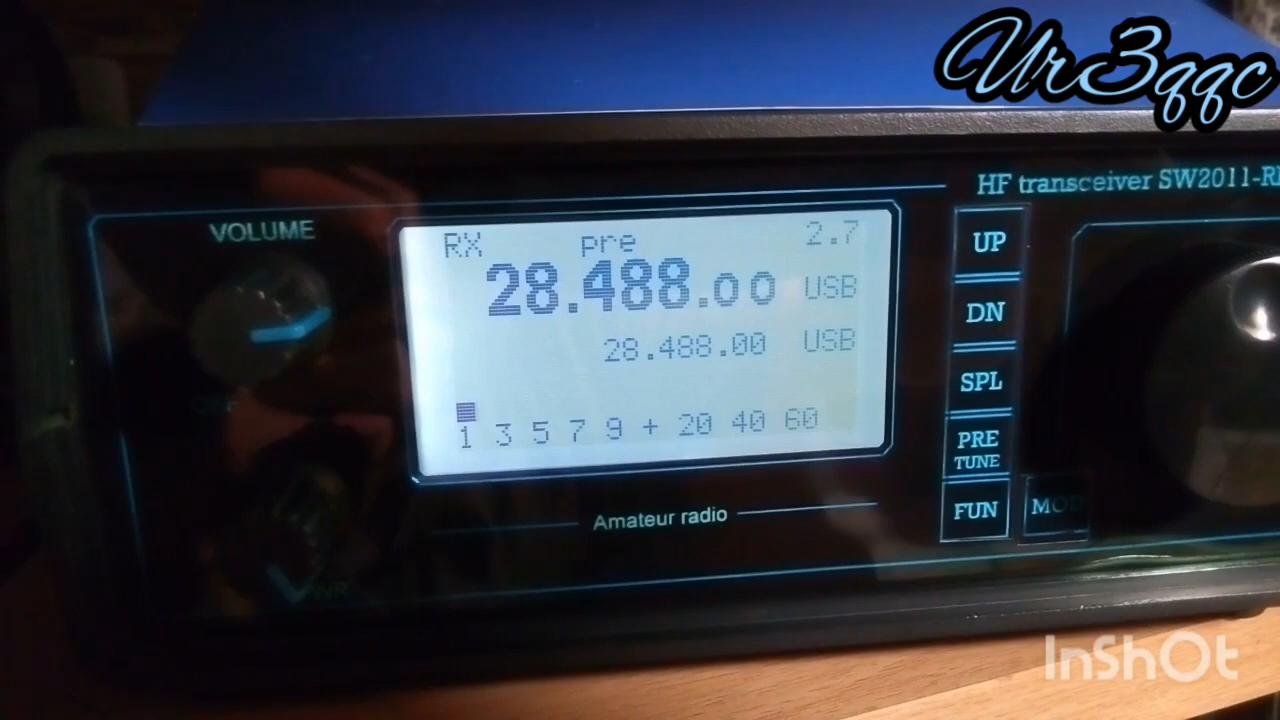 Ur3qqc
HF transceiver SW2011-R
VOLUME
RX pre 2.7
28.488.00 USB
28.488.00 USB
1 3 5 7 9 + 20 40 60
UP
DN
SPL
PRE
TUNE
FUN
MOD
Amateur radio
InShOt